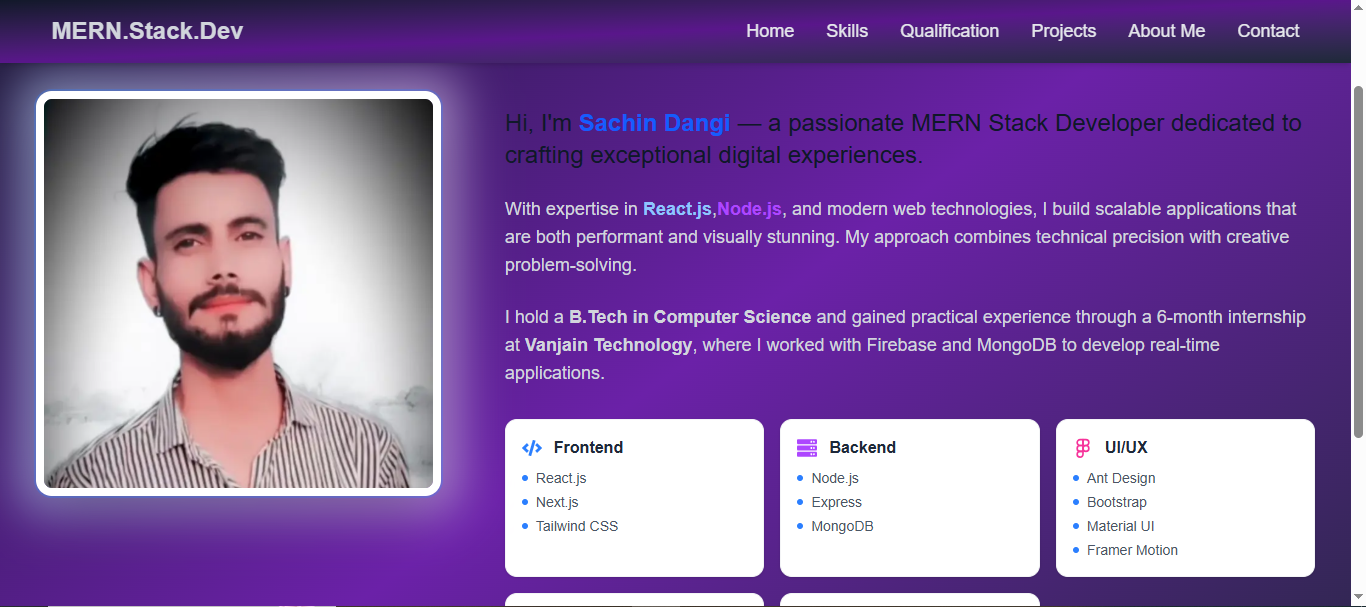 MERN.Stack.Dev
Home Skills Qualification Projects About Me Contact
Hi, I'm Sachin Dangi — a passionate MERN Stack Developer dedicated to
crafting exceptional digital experiences.
With expertise in React.js,Node.js, and modern web technologies, I build scalable applications that
are both performant and visually stunning. My approach combines technical precision with creative
problem-solving.
I hold a B.Tech in Computer Science and gained practical experience through a 6-month internship
at Vanjain Technology, where I worked with Firebase and MongoDB to develop real-time
applications.
Frontend
React.js
Next.js
Tailwind CSS
Backend
Node.js
Express
MongoDB
UI/UX
Ant Design
Bootstrap
Material UI
Framer Motion